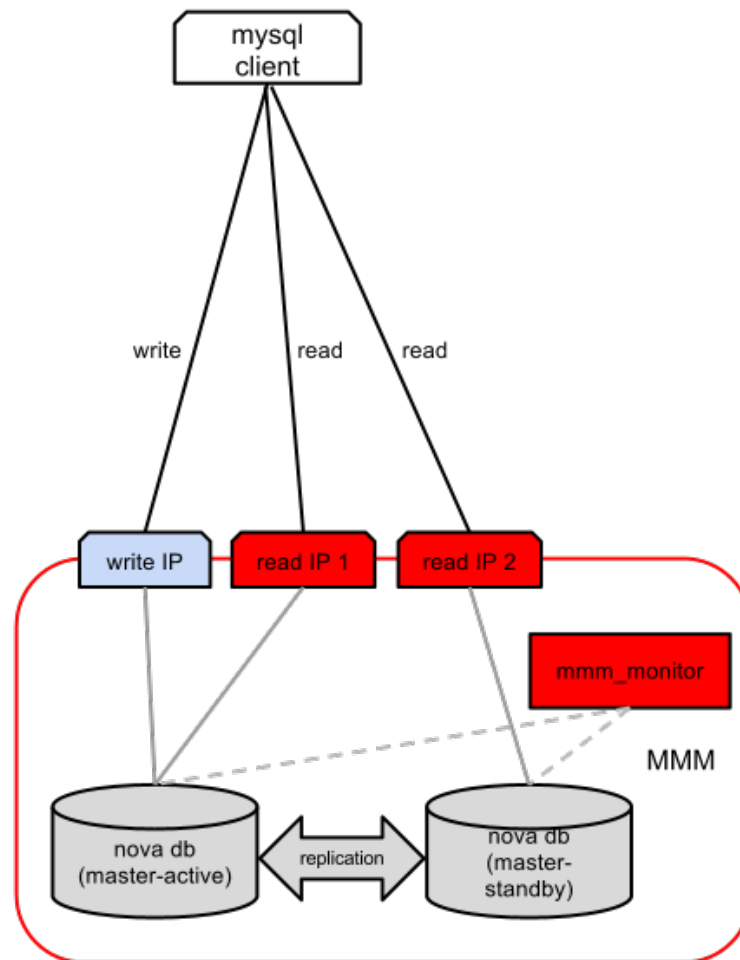 mysql
client
write
read
read
write IP
read IP 1
read IP 2
mmm_monitor
MMM
nova db
(master-active)
replication
nova db
(master-
standby)